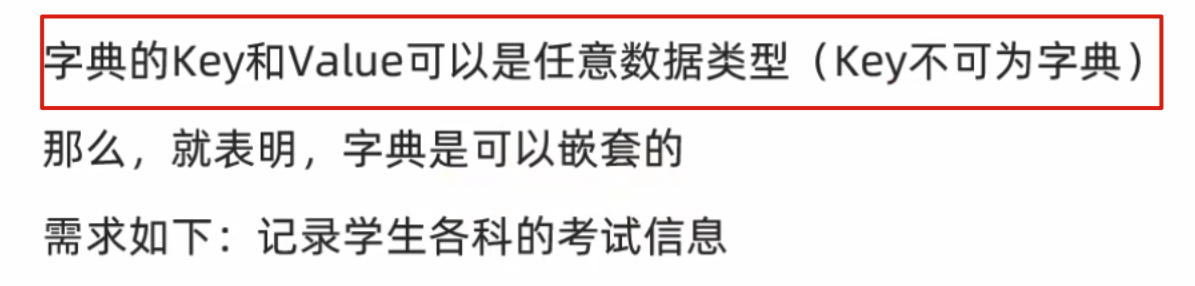 字典的Key和Value可以是任意数据类型（Key不可为字典）
那么，就表明，字典是可以嵌套的
需求如下：记录学生各科的考试信息